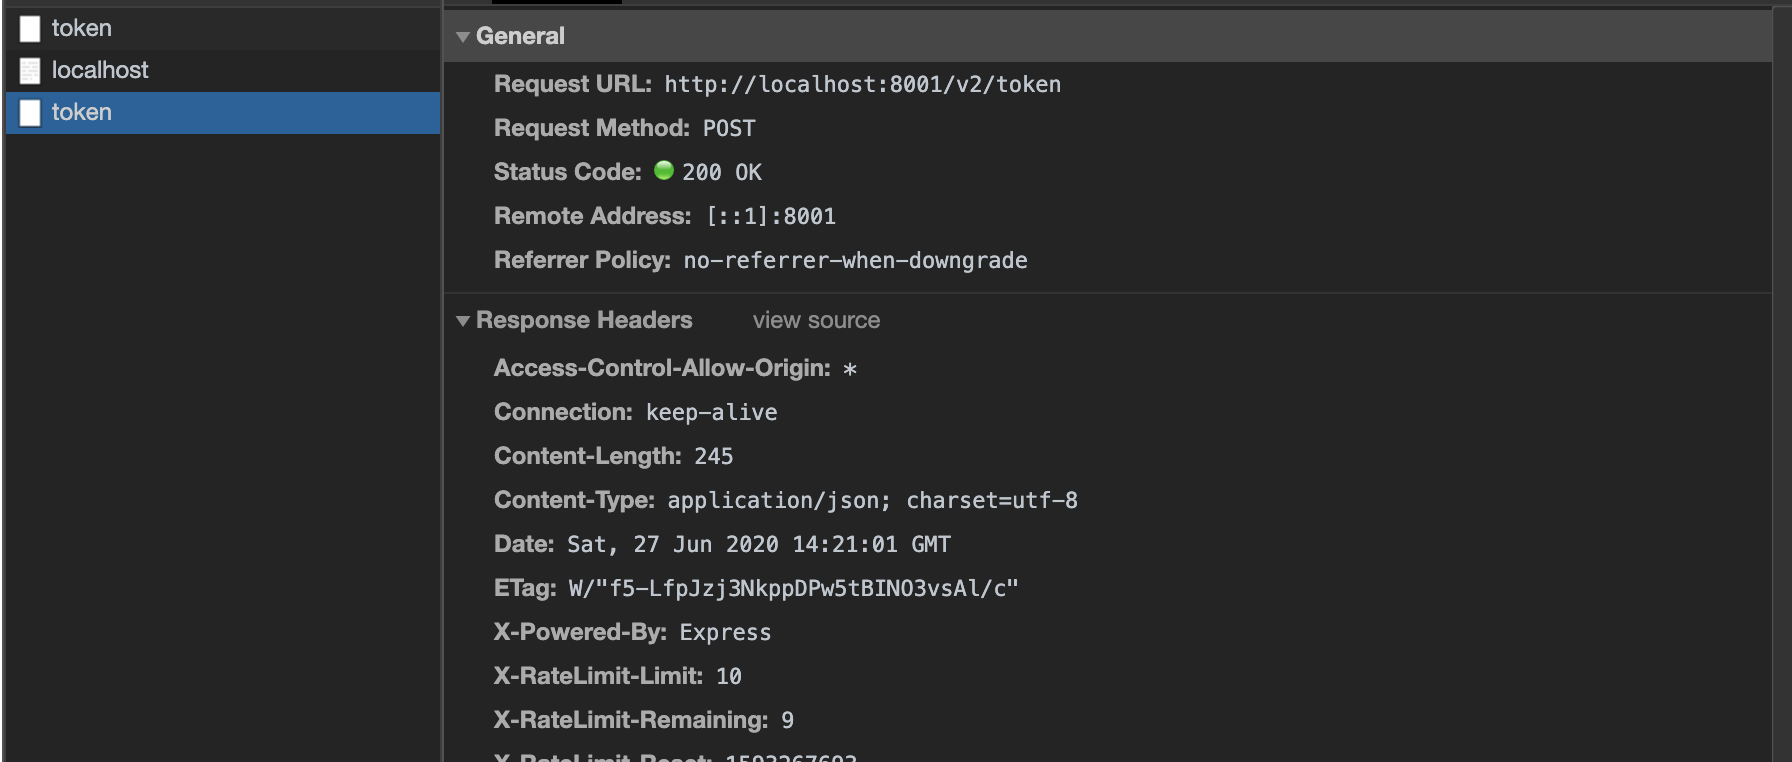 token
localhost
token
General
Request URL: http://localhost:8001/v2/token
Request Method: POST
Status Code: 200 OK
Remote Address: [::1]:8001
Referrer Policy: no-referrer-when-downgrade
Response Headers view source
Access-Control-Allow-Origin: *
Connection: keep-alive
Content-Length: 245
Content-Type: application/json; charset=utf-8
Date: Sat, 27 Jun 2020 14:21:01 GMT
ETag: W/"f5-LfpJzj3NkppDPw5tBINO3vsAl/c"
X-Powered-By: Express
X-RateLimit-Limit: 10
X-RateLimit-Remaining: 9
X-RateLimit-Reset: 1593267693